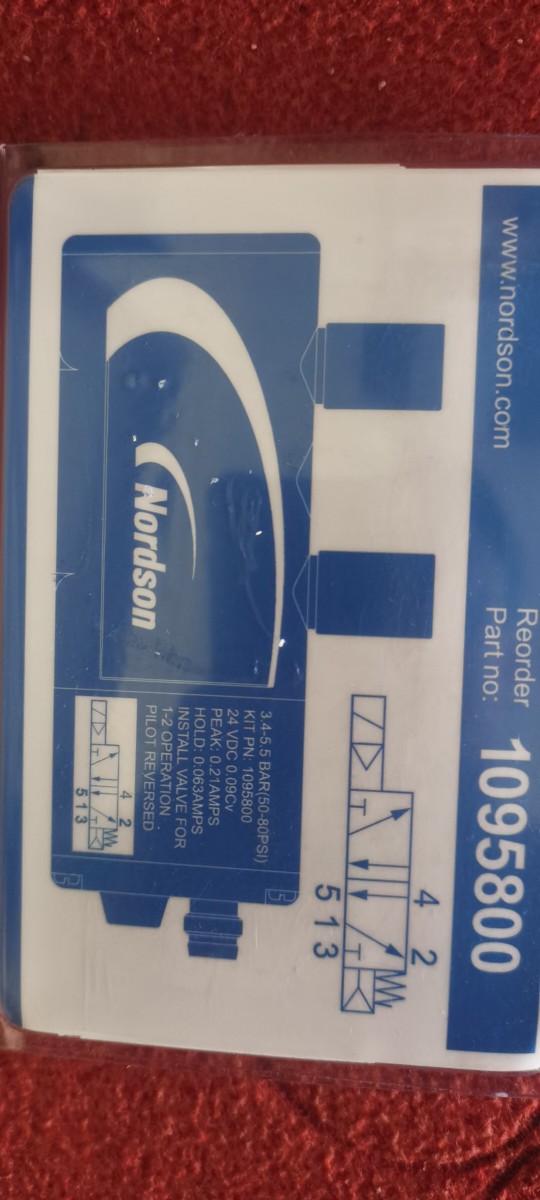 www.nordson.com
Reorder
Part no: 1095800
Nordson
3.4-5.5 BAR(50-80PSI)
KIT PN: 1095800
24 VDC 0.09Cv
PEAK: 0.21AMPS
HOLD: 0.063AMPS
INSTALL VALVE FOR
1-2 OPERATION
PILOT REVERSED
4 2
5 1 3
4 2
5 1 3